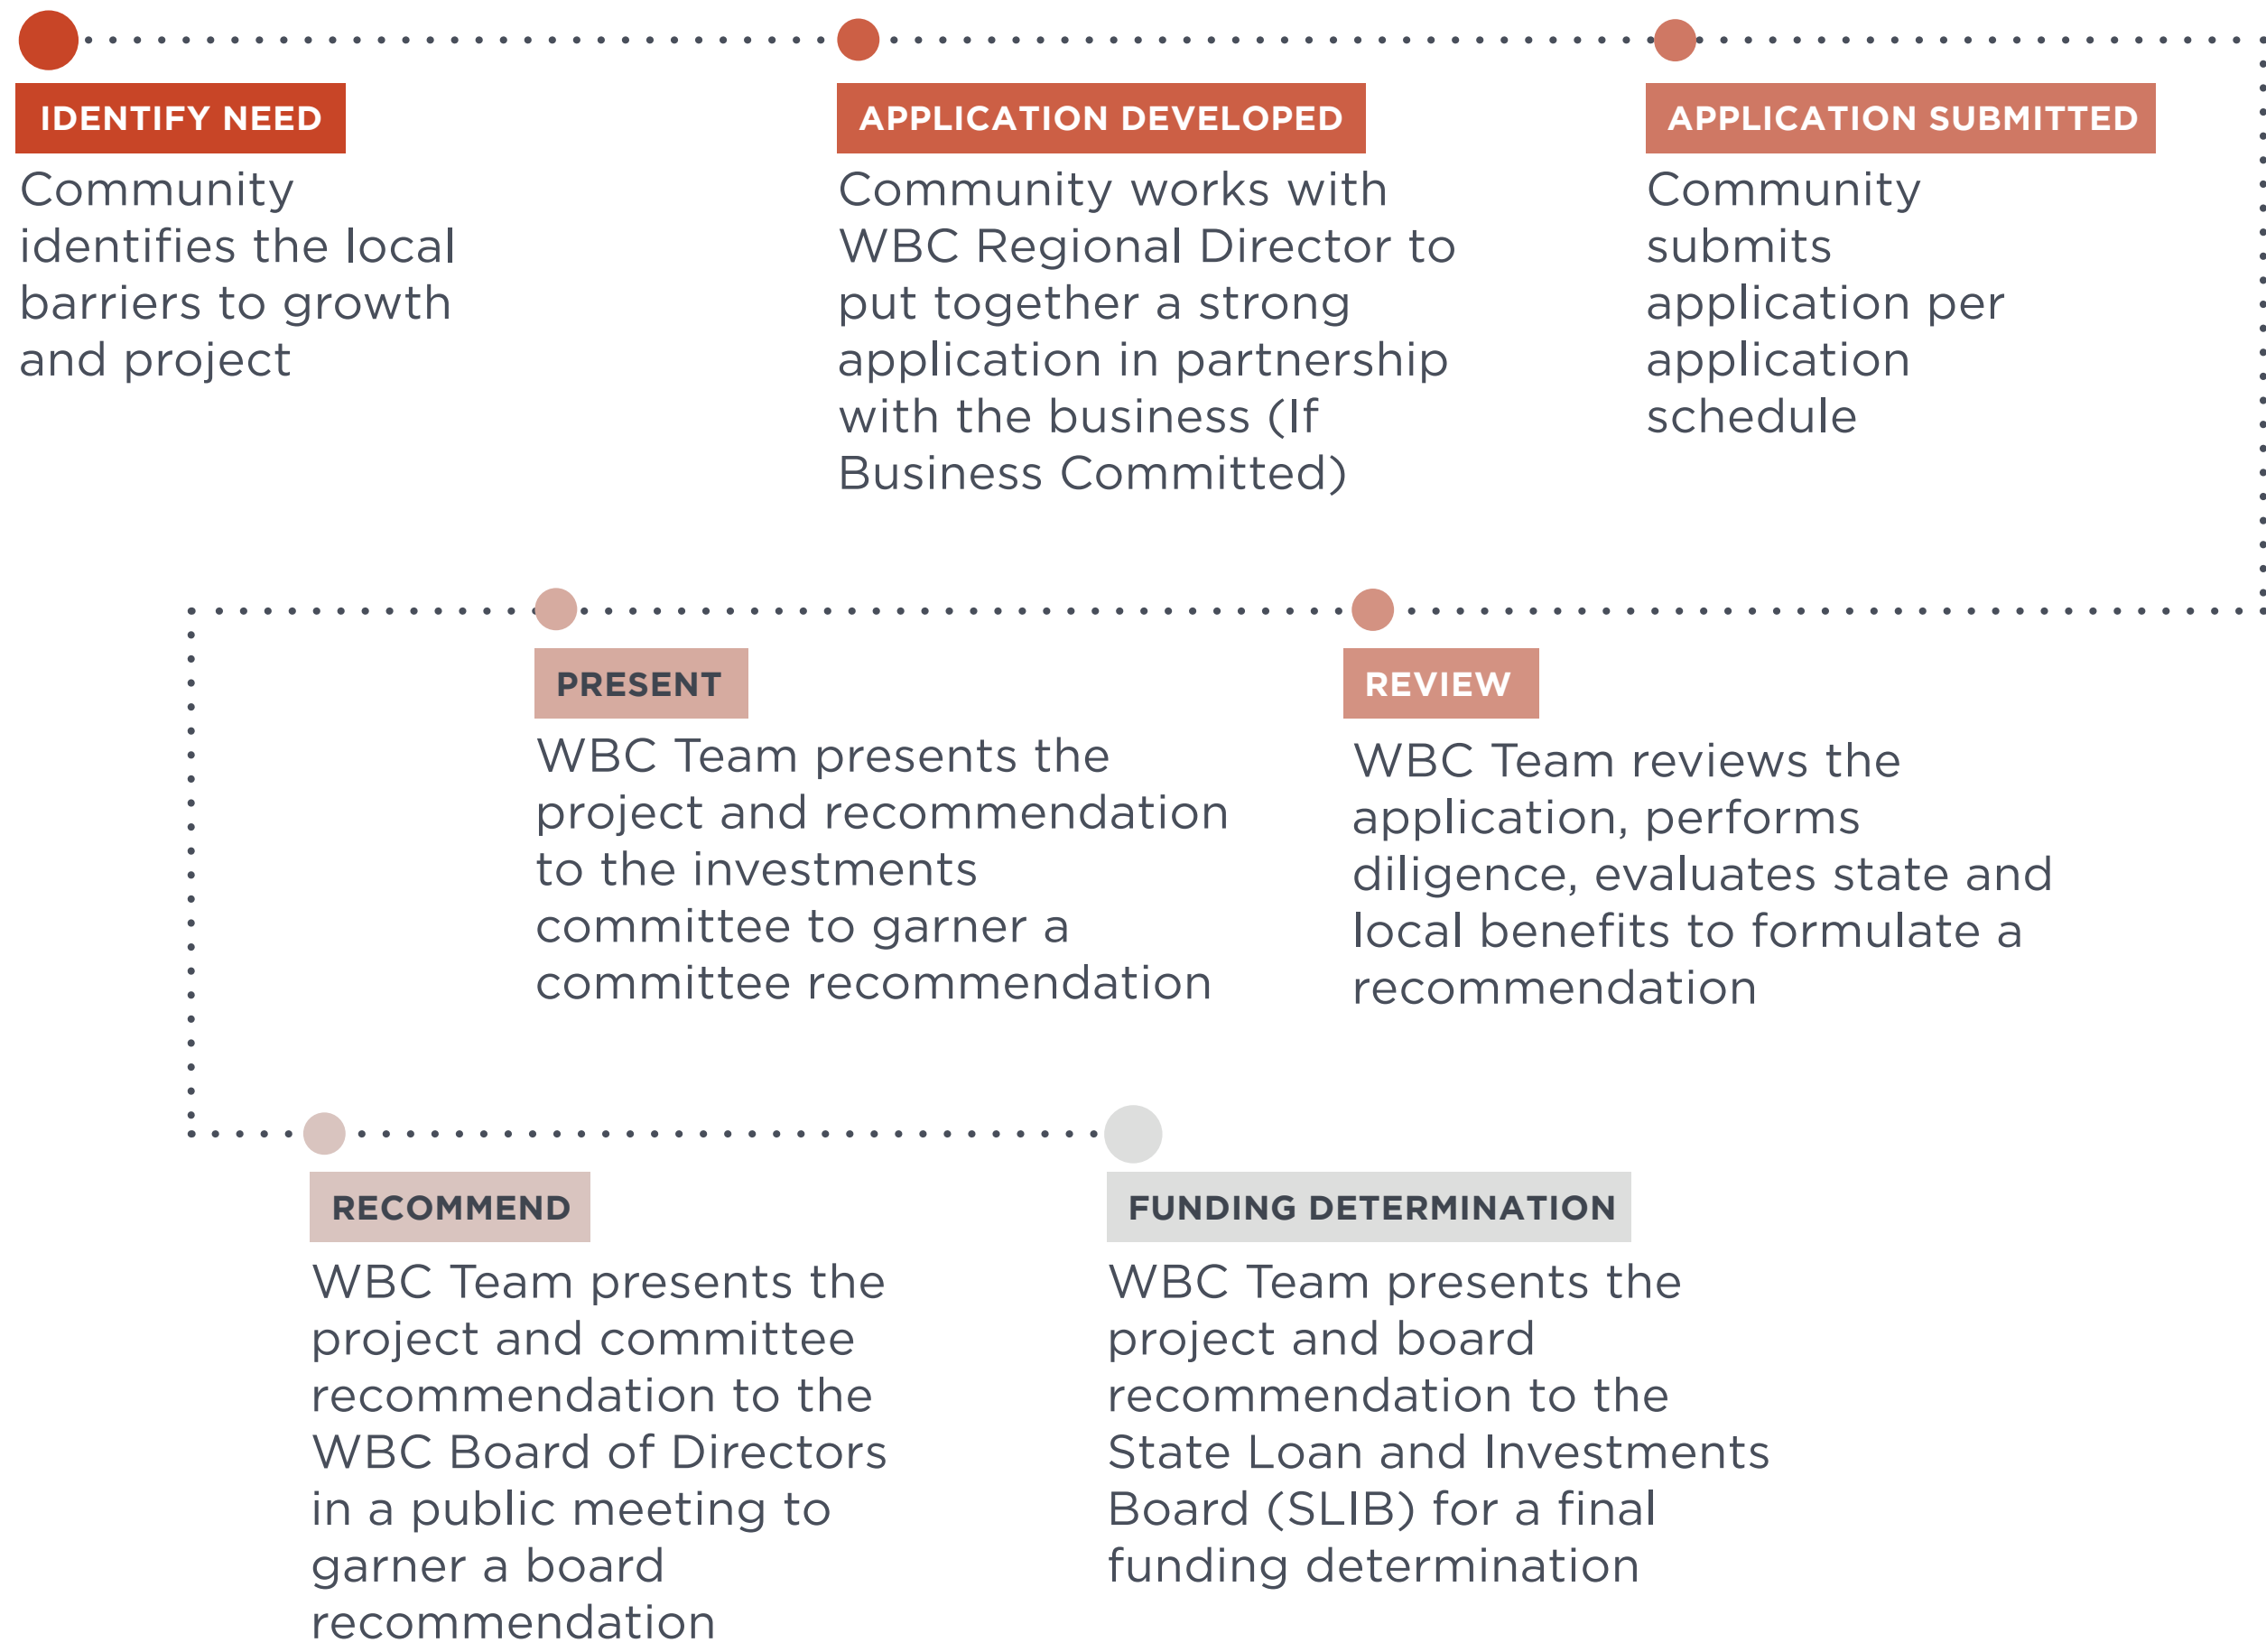 IDENTIFY NEED
Community
identifies the local
barriers to growth
and project
APPLICATION DEVELOPED
Community works with
WBC Regional Director to
put together a strong
application in partnership
with the business (If
Business Committed)
APPLICATION SUBMITTED
Community
submits
application per
application
schedule
REVIEW
WBC Team reviews the
application, performs
diligence, evaluates state and
local benefits to formulate a
recommendation
PRESENT
WBC Team presents the
project and recommendation
to the investments
committee to garner a
committee recommendation
RECOMMEND
WBC Team presents the
project and committee
recommendation to the
WBC Board of Directors
in a public meeting to
garner a board
recommendation
FUNDING DETERMINATION
WBC Team presents the
project and board
recommendation to the
State Loan and Investments
Board (SLIB) for a final
funding determination